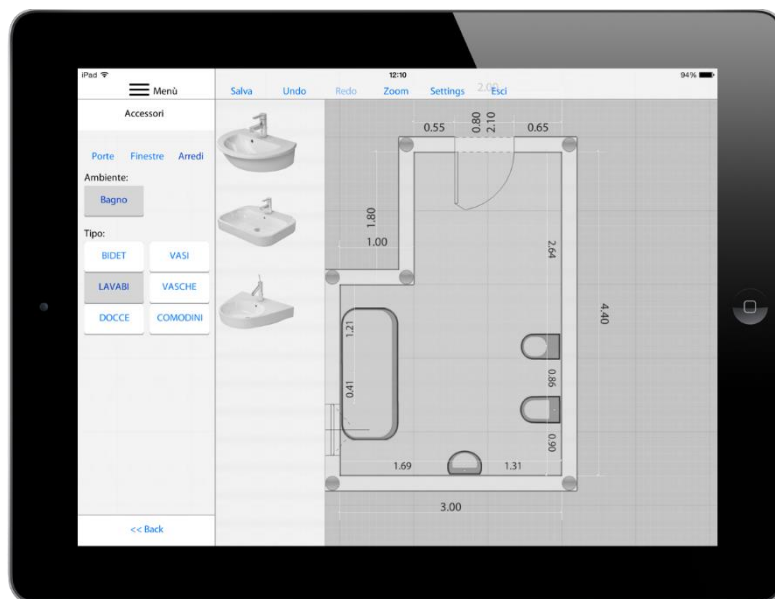 iPad 12:10 94%
Menù
Salva Undo Redo Zoom Settings Esci
2.00
Accessori
Porte Finestre Arredi
Ambiente:
Bagno
Tipo:
BIDET VASI
LAVABI VASCHE
DOCCE COMODINI
<< Back
0.55 0.80 0.65
2.10
1.80
1.00
2.64
4.40
1.21
0.41
0.86
0.90
1.69 1.31
3.00